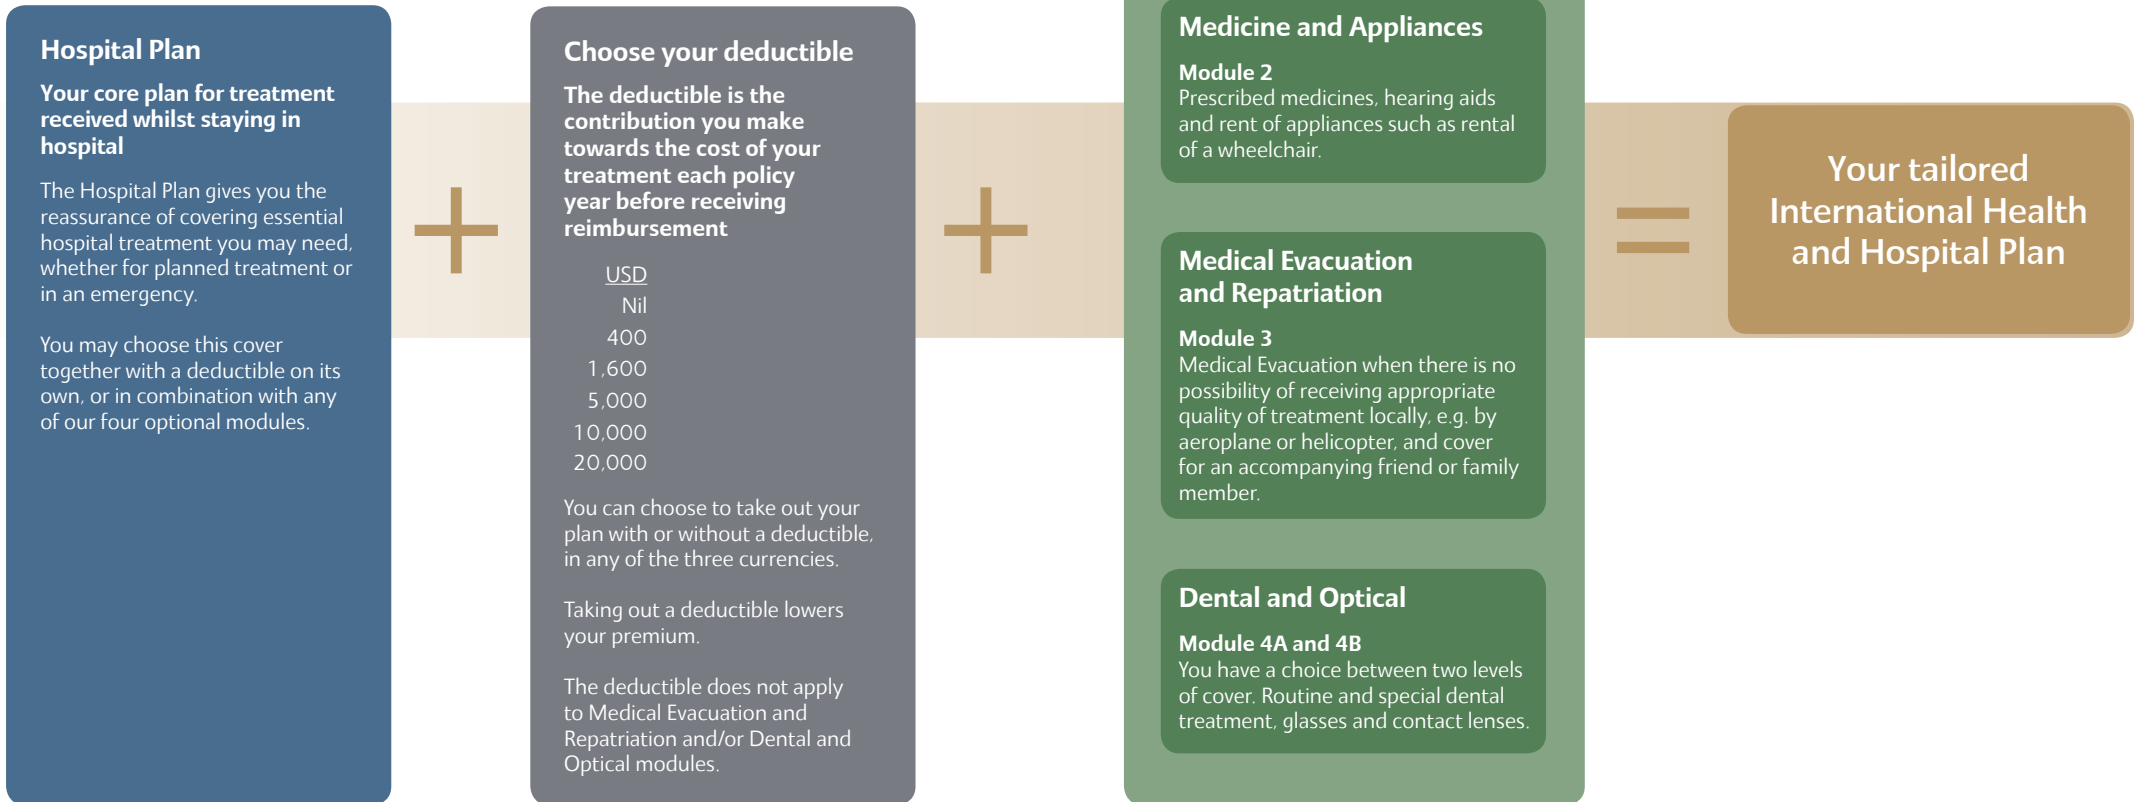 Hospital Plan
Your core plan for treatment
received whilst staying in
hospital
The Hospital Plan gives you the
reassurance of covering essential
hospital treatment you may need,
whether for planned treatment or
in an emergency.
You may choose this cover
together with a deductible on its
own, or in combination with any
of our four optional modules.
Choose your deductible
The deductible is the
contribution you make
towards the cost of your
treatment each policy
year before receiving
reimbursement
USD
Nil
400
1,600
5,000
10,000
20,000
You can choose to take out your
plan with or without a deductible,
in any of the three currencies.
Taking out a deductible lowers
your premium.
The deductible does not apply
to Medical Evacuation and
Repatriation and/or Dental and
Optical modules.
Medicine and Appliances
Module 2
Prescribed medicines, hearing aids
and rent of appliances such as rental
of a wheelchair.
Medical Evacuation
and Repatriation
Module 3
Medical Evacuation when there is no
possibility of receiving appropriate
quality of treatment locally, e.g. by
aeroplane or helicopter, and cover
for an accompanying friend or family
member.
Dental and Optical
Module 4A and 4B
You have a choice between two levels
of cover. Routine and special dental
treatment, glasses and contact lenses.
Your tailored
International Health
and Hospital Plan